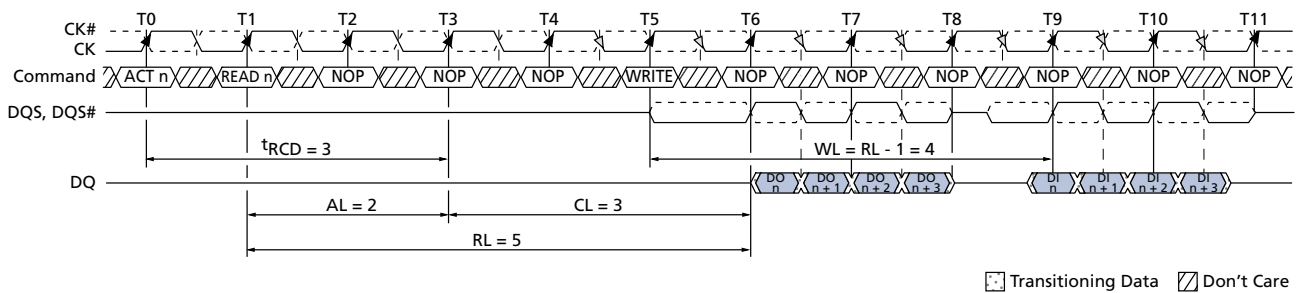 T0 T1 T2 T3 T4 T5 T6 T7 T8 T9 T10 T11
CK#
CK
Command ACT n READ n NOP NOP NOP WRITE NOP NOP NOP NOP NOP NOP
DQS, DQS#
tRCD = 3 WL = RL - 1 = 4
DQ DO n DO n + 1 DO n + 2 DO n + 3 DI n DI n + 1 DI n + 2 DI n + 3
AL = 2 CL = 3
RL = 5
Transitioning Data Don't Care